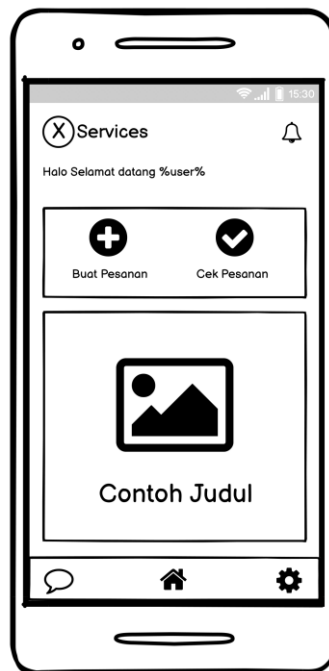 15:30
X Services
Halo Selamat datang %user%
Buat Pesanan Cek Pesanan
Contoh Judul